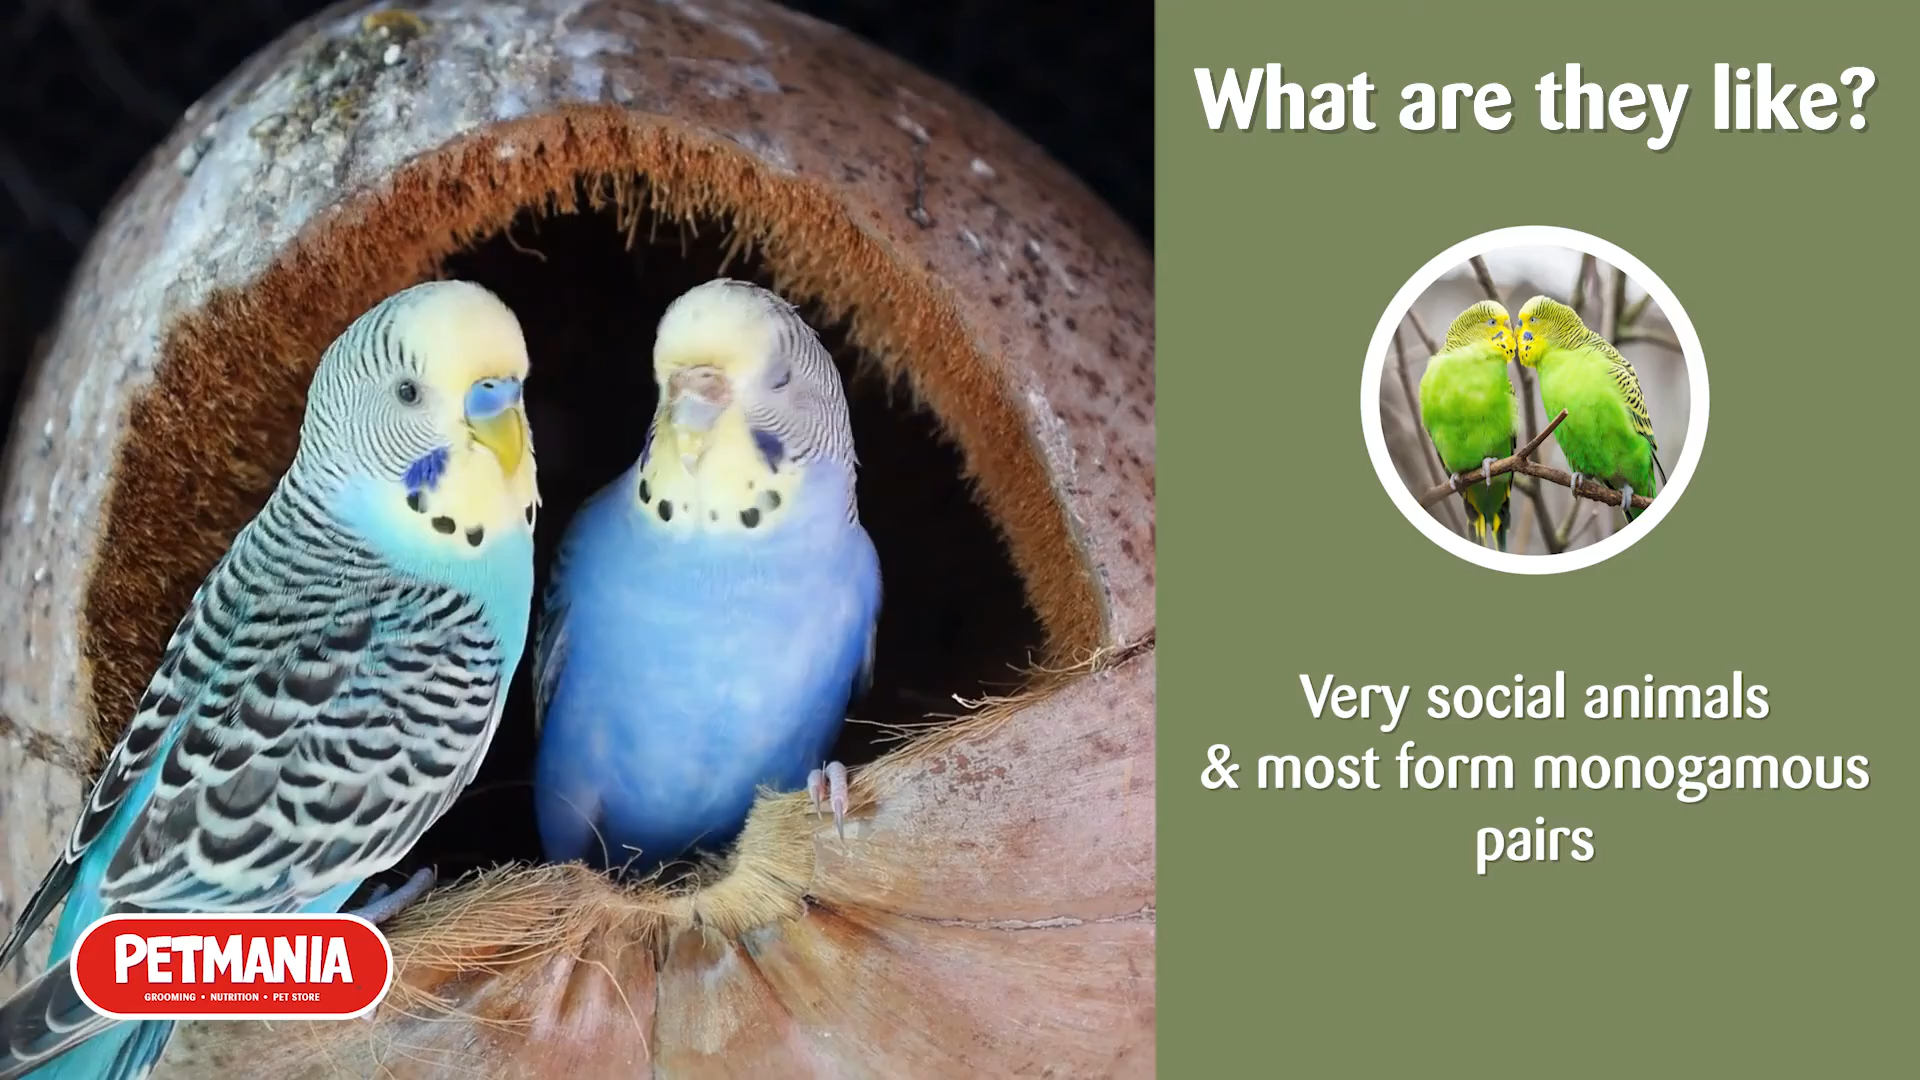 What are they like?
Very social animals
& most form monogamous
pairs
PETMANIA
GROOMING • NUTRITION • PET STORE